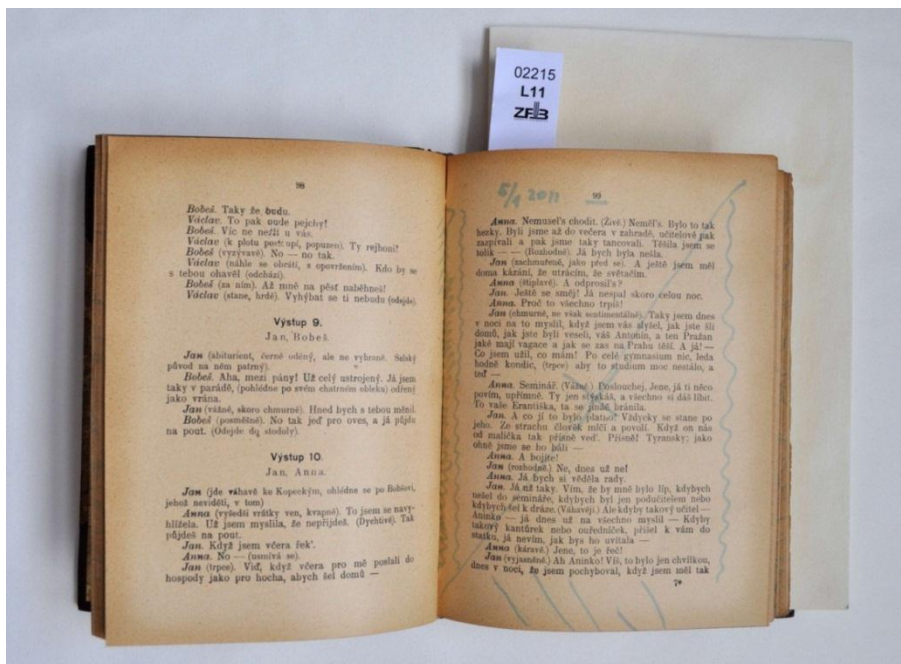 02215
L11
ZFB
98
Bobeš. Taky že budu.
Václav. To pak bude pejchy!
Bobeš. Víc ne nežli u vás.
Václav (k plotu postoupí, popuzen). Ty rejholi!
Bobeš (vyzývavě). No — no tak.
Václav (náhle se obrátí, s opovržením). Kdo by se
s tebou ohavěl (odchází).
Bobeš (za ním). Až mně na pěst naběhneš!
Václav (stane, hrdě). Vyhýbat se ti nebudu (odejde).
Výstup 9.
Jan, Bobeš.
Jan (abiturient, černě oděný, ale ne vybraně. Selský
původ na něm patrný).
Bobeš. Aha, mezi pány! Už celý ustrojený. Já jsem
taky v parádě, (pohlédne po svém chatrném obleku) odřený
jako vrána.
Jan (vážně, skoro chmurně). Hned bych s tebou měnil.
Bobeš (posměšně). No tak jeď pro oves, a já půjdu
na pout. (Odejde do stodoly).
Výstup 10.
Jan, Anna.
Jan (jde váhavě ke Kopeckým, ohlédne se po Bobšovi,
jehož neviděti, v tom)
Anna (vyšedši vrátky ven, kvapně). To jsem se navy-
hlížela. Už jsem myslila, že nepřijdeš. (Dychtivě). Tak
půjdeš na pout.
Jan. Když jsem včera řek'.
Anna. No — (usmívá se).
Jan (trpce). Viď, když včera pro mě poslali do
hospody jako pro hocha, abych šel domů —
5/1 2011
99
Anna. Nemusel's chodit. (Živě.) Neměl's. Bylo to tak
hezky. Byli jsme až do večera v zahradě, učitelové pak
zazpívali a pak jsme taky tancovali. Těšila jsem se
tolik — — (Rozhodně). Já bych byla nešla.
Jan (zachmuřeně, jako před se). A ještě jsem měl
doma kázání, že utrácím, že světačím.
Anna (štiplavě). A odprosil's?
Jan. Ještě se směj! Já nespal skoro celou noc.
Anna. Proč to všechno trpíš!
Jan (chmurně, ne však sentimentálně). Taky jsem dnes
v noci na to myslil, když jsem vás slyšel, jak jste šli
domů, jak jste byli veselí, váš Antonín, a ten Pražan
jaké mají vagace a jak se zas na Prahu těší. A já! —
Co jsem užil, co mám! Po celé gymnasium nic, leda
hodně kondic, (trpce) aby to studium moc nestálo, a
teď —
Anna. Seminář. (Vážně.) Poslouchej, Jene, já ti něco
povím, upřímně. Ty jen a všechno si dáš líbit.
To vaše Františka, ta se jináč bránila.
Jan. A co jí to bylo platno? Vždycky se stane po
jeho. Ze strachu člověk mlčí a povolí. Když on nás
od malička tak přísně ved'. Přísně! Tyransky; jako
ohně jsme se ho báli —
Anna. A bojíte!
Jan (rozhodně.) Ne, dnes už ne!
Anna. Já bych si věděla rady.
Jan. Já už taky. Vím, že by mně bylo líp, kdybych
nešel do semináře, kdybych byl jen podučitelem nebo
kdybych šel k dráze. (Váhavěji.) Ale kdyby takový učitel —
Aninko — já dnes už na všechno myslil — Kdyby
takový kantůrek nebo ouředníček, přišel k vám do
statku, já nevím, jak bys ho uvítala —
Anna (káravě.) Jene, to je řeč!
Jan (vyjasněně.) Ah Aninko! Víš, to bylo jen chvilkou,
dnes v noci, že jsem pochyboval, když jsem měl tak
7*